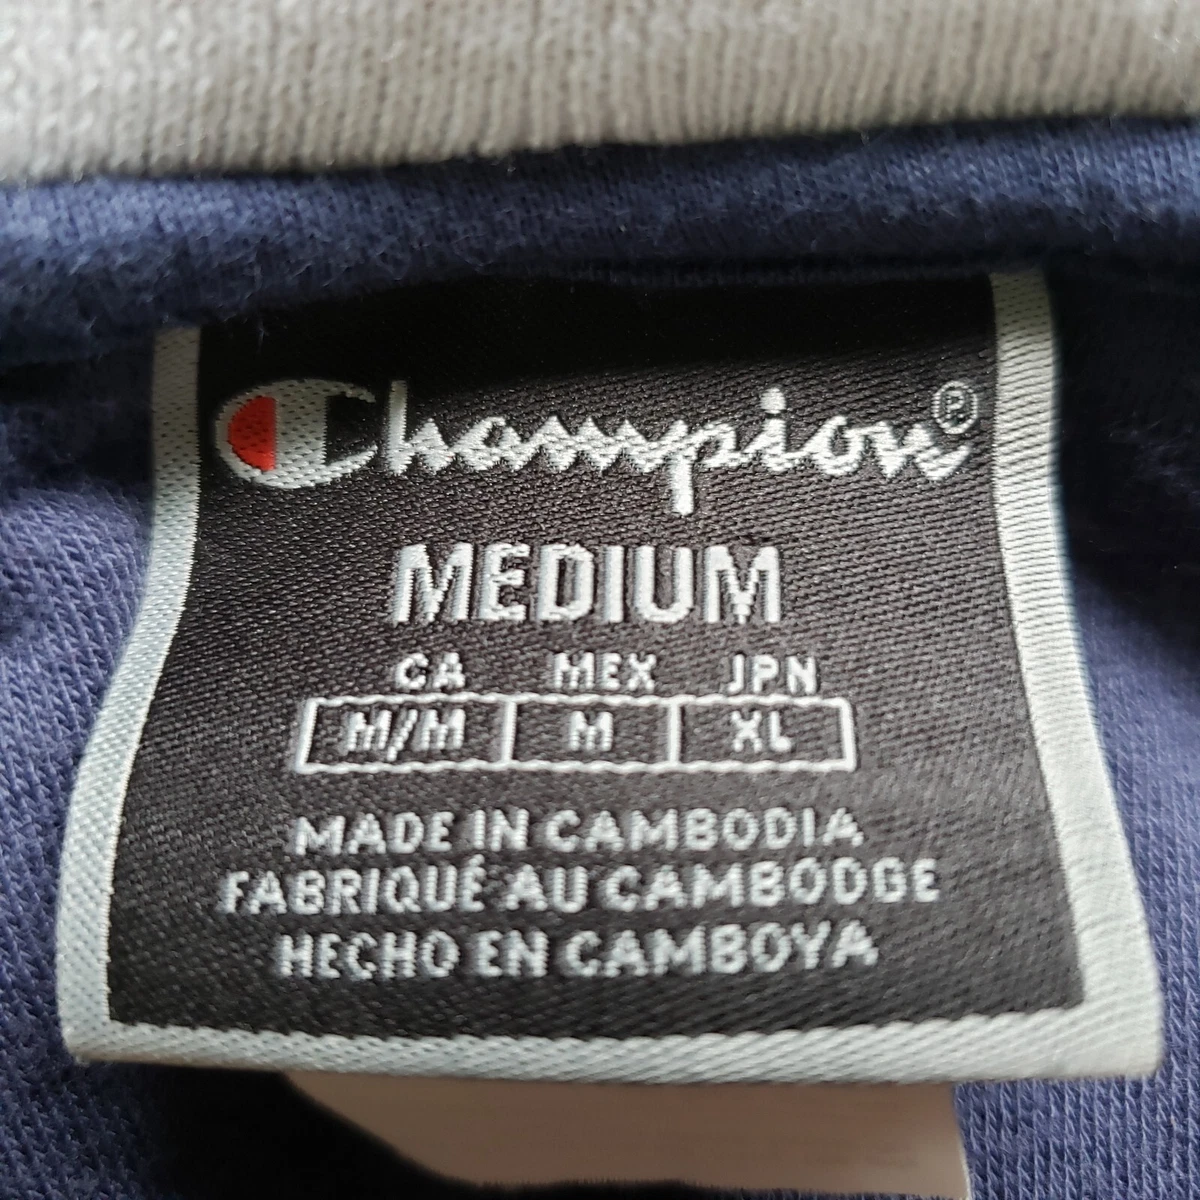 Champion®
MEDIUM
CA MEX JPN
M/M M XL
MADE IN CAMBODIA
FABRIQUÉ AU CAMBODGE
HECHO EN CAMBOYA